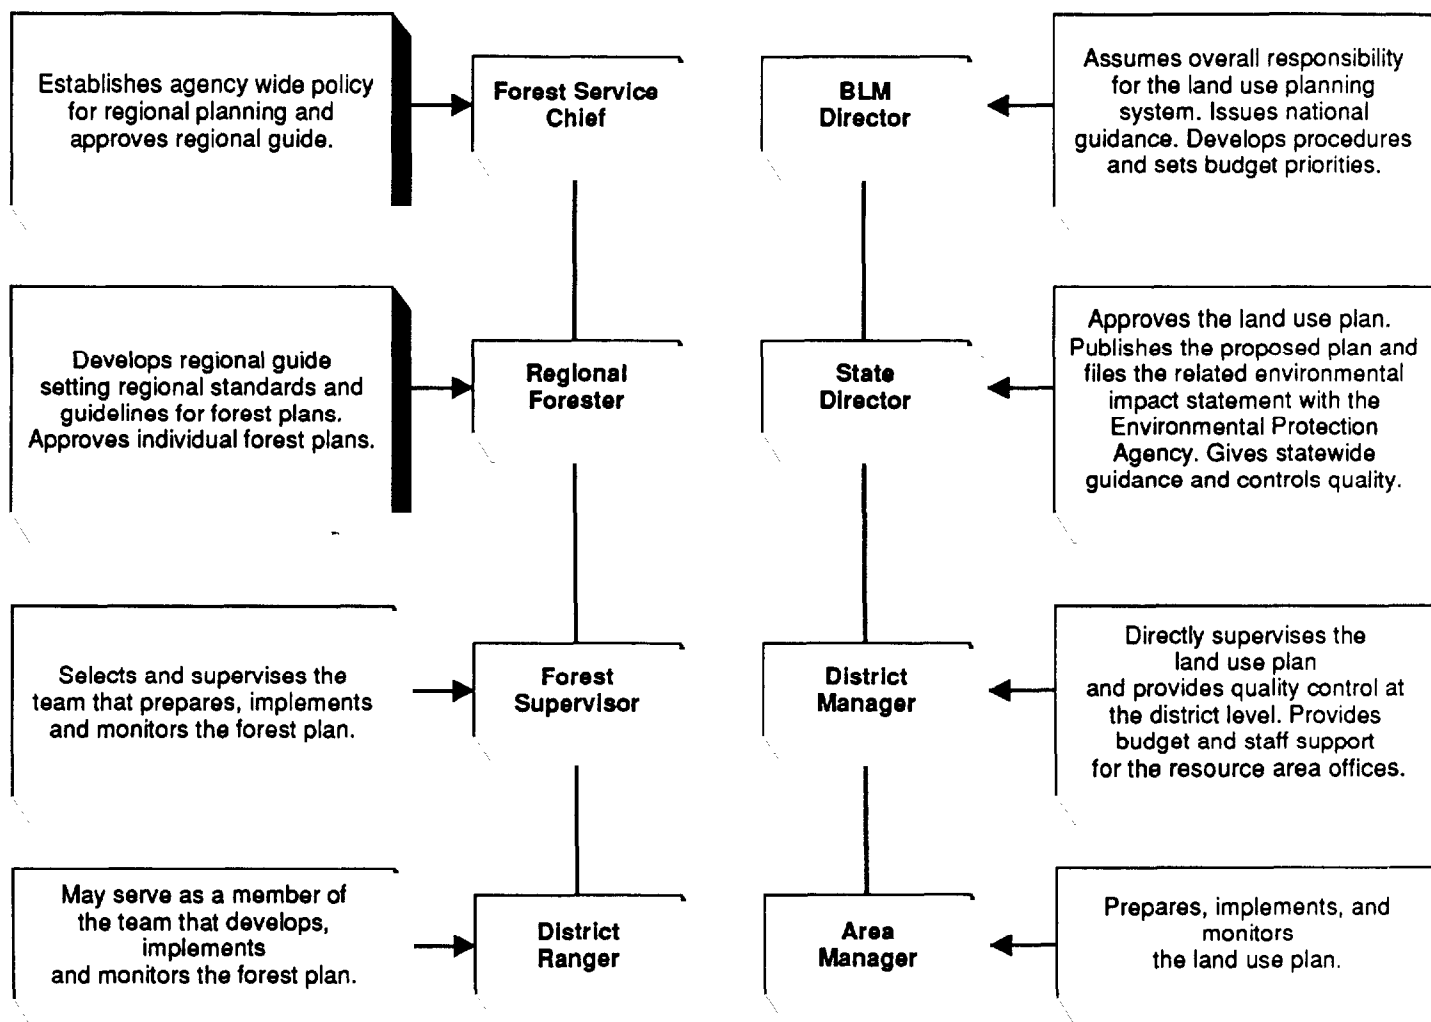 Establishes agency wide policy
for regional planning and
approves regional guide.
Forest Service
Chief
BLM
Director
Assumes overall responsibility
for the land use planning
system. Issues national
guidance. Develops procedures
and sets budget priorities.
Develops regional guide
setting regional standards and
guidelines for forest plans.
Approves individual forest plans.
Regional
Forester
State
Director
Approves the land use plan.
Publishes the proposed plan and
files the related environmental
impact statement with the
Environmental Protection
Agency. Gives statewide
guidance and controls quality.
Selects and supervises the
team that prepares, implements
and monitors the forest plan.
Forest
Supervisor
District
Manager
Directly supervises the
land use plan
and provides quality control at
the district level. Provides
budget and staff support
for the resource area offices.
May serve as a member of
the team that develops,
implements
and monitors the forest plan.
District
Ranger
Area
Manager
Prepares, implements, and
monitors
the land use plan.